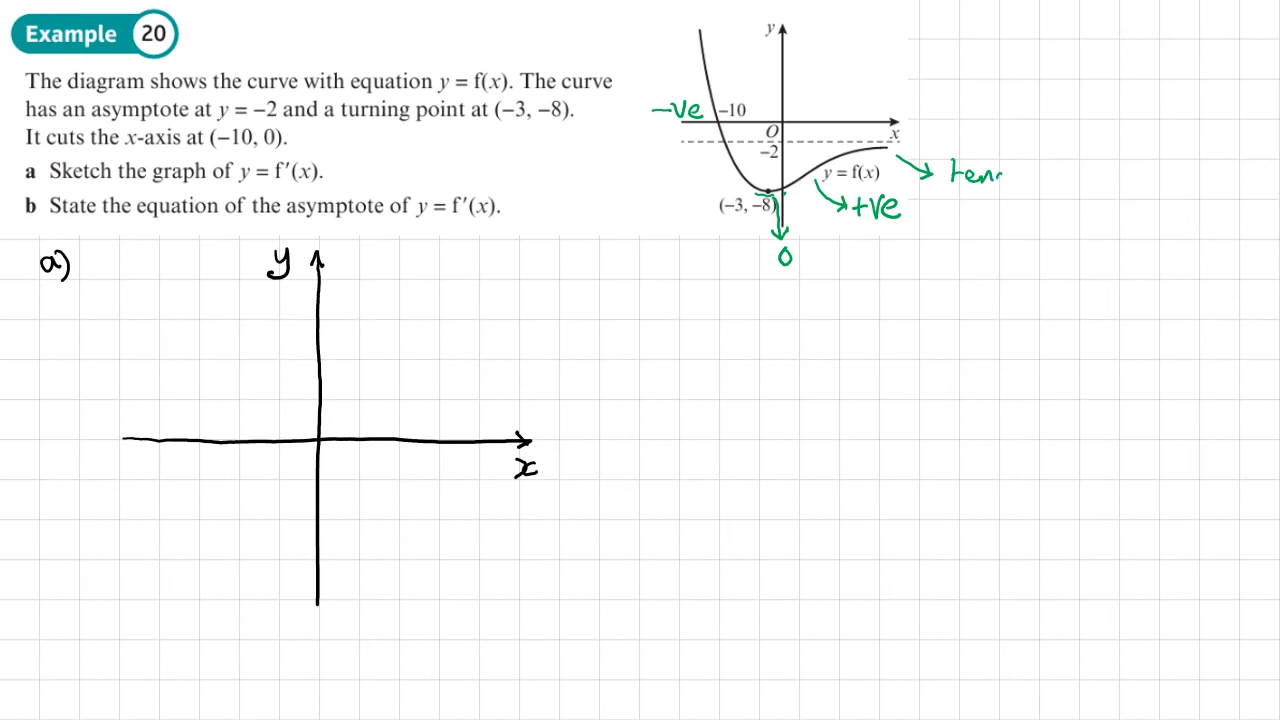 Example 20
The diagram shows the curve with equation y = f(x). The curve
has an asymptote at y = −2 and a turning point at (−3, −8).
It cuts the x-axis at (−10, 0).
a Sketch the graph of y = f′(x).
b State the equation of the asymptote of y = f′(x).
y
−ve
−10
O
x
−2
y = f(x)
(−3, −8)
+ve
0
a)
y
x